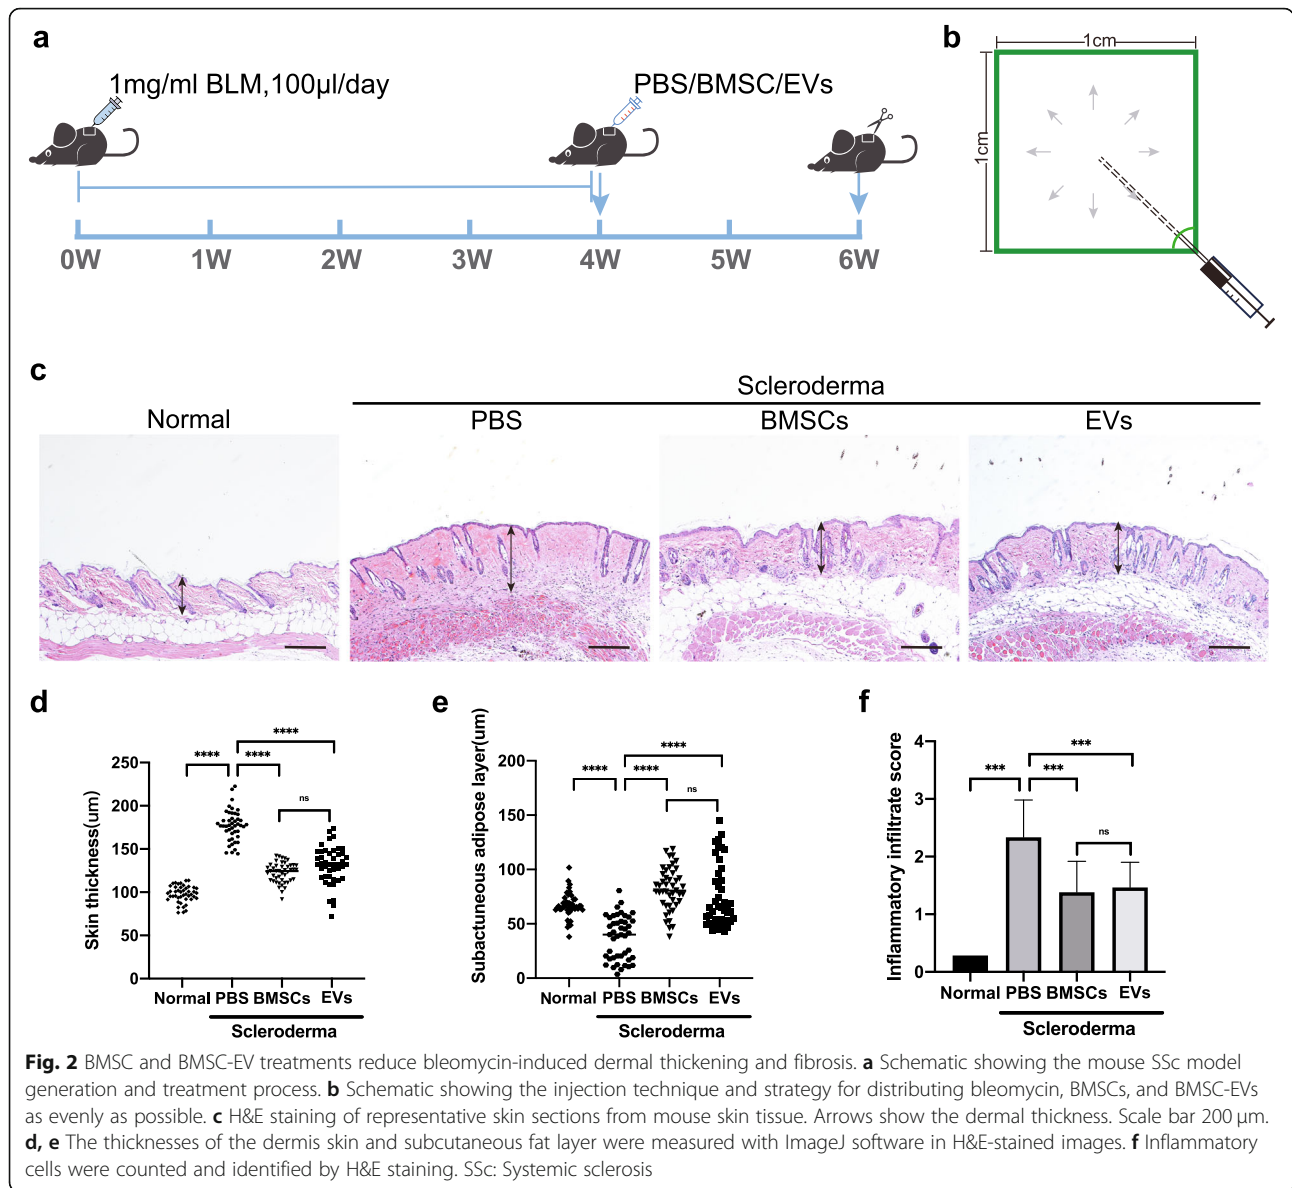 a
1mg/ml BLM,100μl/day
PBS/BMSC/EVs
0W 1W 2W 3W 4W 5W 6W
b
1cm
1cm
c
Scleroderma
Normal PBS BMSCs EVs
d
Skin thickness(um)
250
200
150
100
50
0
****
****
****
ns
Normal PBS BMSCs EVs
Scleroderma
e
Subactuneous adipose layer(um)
200
150
100
50
0
****
****
****
ns
Normal PBS BMSCs EVs
Scleroderma
f
Inflammatory infiltrate score
4
3
2
1
0
***
***
***
ns
Normal PBS BMSCs EVs
Scleroderma
Fig. 2 BMSC and BMSC-EV treatments reduce bleomycin-induced dermal thickening and fibrosis. a Schematic showing the mouse SSc model
generation and treatment process. b Schematic showing the injection technique and strategy for distributing bleomycin, BMSCs, and BMSC-EVs
as evenly as possible. c H&E staining of representative skin sections from mouse skin tissue. Arrows show the dermal thickness. Scale bar 200 μm.
d, e The thicknesses of the dermis skin and subcutaneous fat layer were measured with ImageJ software in H&E-stained images. f Inflammatory
cells were counted and identified by H&E staining. SSc: Systemic sclerosis